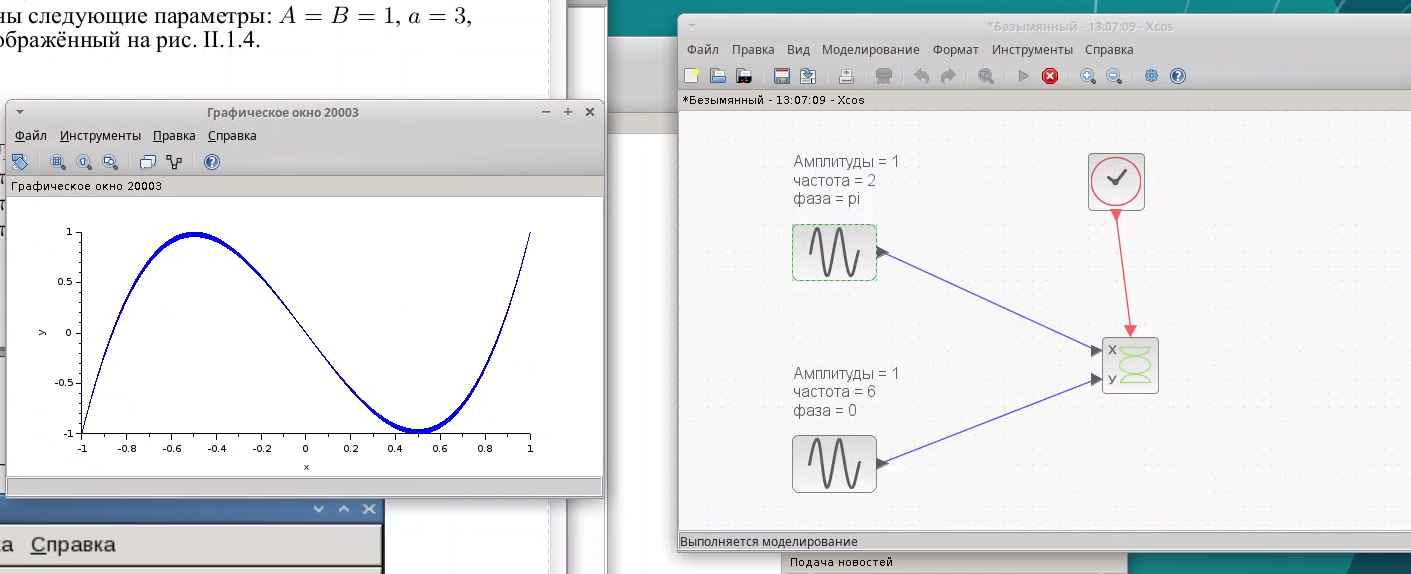 ны следующие параметры: A = B = 1, a = 3,
ображённый на рис. II.1.4.
Графическое окно 20003
Файл Инструменты Правка Справка
Графическое окно 20003
1
0.5
0
-0.5
-1
y
-1 -0.8 -0.6 -0.4 -0.2 0 0.2 0.4 0.6 0.8 1
x
ка Справка
*Безымянный - 13:07:09 - Xcos
Файл Правка Вид Моделирование Формат Инструменты Справка
*Безымянный - 13:07:09 - Xcos
Амплитуды = 1
частота = 2
фаза = pi
X
У
Амплитуды = 1
частота = 6
фаза = 0
Выполняется моделирование
Подача новостей